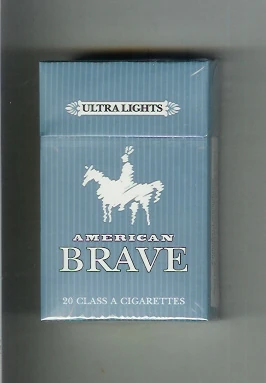 ULTRA LIGHTS
AMERICAN
BRAVE
20 CLASS A CIGARETTES